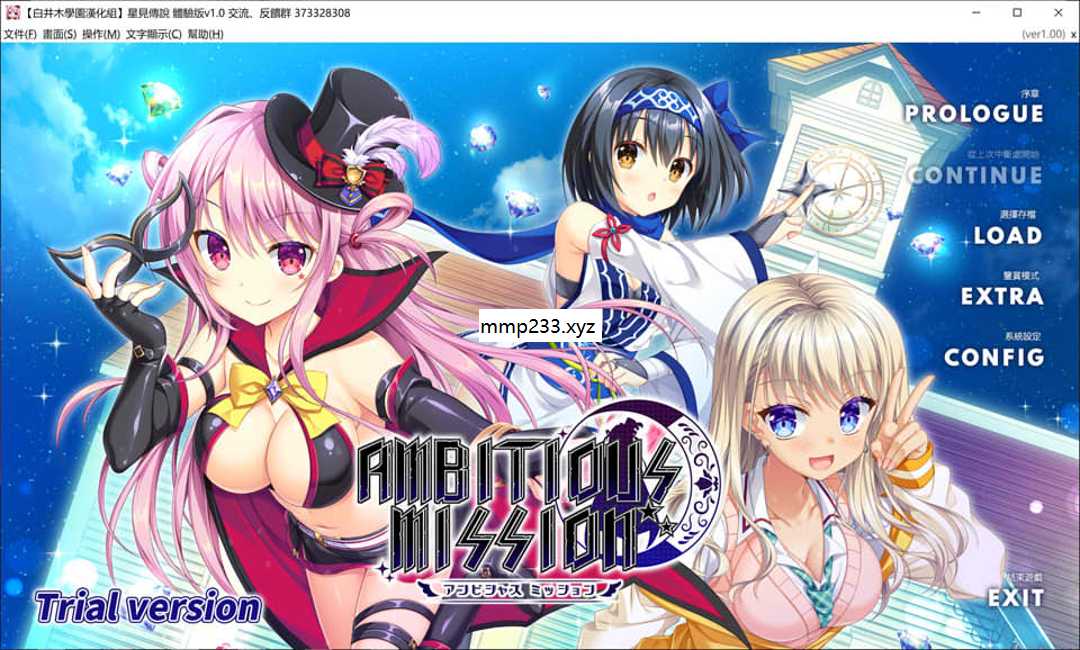 【白井木學園漢化組】星見傳說 體驗版v1.0 交流、反饋群 373328308
文件(F) 畫面(S) 操作(M) 文字顯示(C) 幫助(H)
(ver1.00) x
序章
PROLOGUE
從上次中斷處開始
CONTINUE
選擇存檔
LOAD
鑒賞模式
EXTRA
系統設定
CONFIG
mmp233.xyz
AMBITIOUS
MISSION
アンビシャス ミッション
Trial version
結束遊戲
EXIT